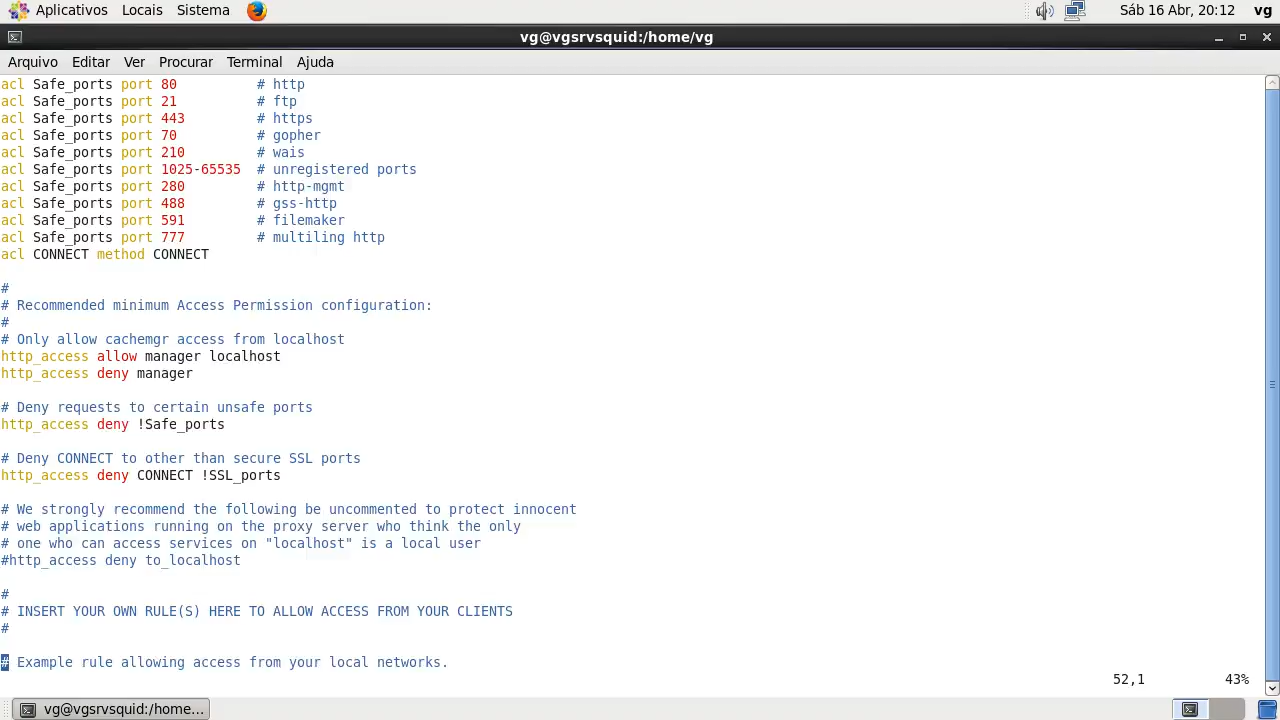 Aplicativos Locais Sistema Sáb 16 Abr, 20:12 vg
vg@vgsrvsquid:/home/vg
Arquivo Editar Ver Procurar Terminal Ajuda
acl Safe_ports port 80 # http
acl Safe_ports port 21 # ftp
acl Safe_ports port 443 # https
acl Safe_ports port 70 # gopher
acl Safe_ports port 210 # wais
acl Safe_ports port 1025-65535 # unregistered ports
acl Safe_ports port 280 # http-mgmt
acl Safe_ports port 488 # gss-http
acl Safe_ports port 591 # filemaker
acl Safe_ports port 777 # multiling http
acl CONNECT method CONNECT
#
# Recommended minimum Access Permission configuration:
#
# Only allow cachemgr access from localhost
http_access allow manager localhost
http_access deny manager
# Deny requests to certain unsafe ports
http_access deny !Safe_ports
# Deny CONNECT to other than secure SSL ports
http_access deny CONNECT !SSL_ports
# We strongly recommend the following be uncommented to protect innocent
# web applications running on the proxy server who think the only
# one who can access services on "localhost" is a local user
#http_access deny to_localhost
#
# INSERT YOUR OWN RULE(S) HERE TO ALLOW ACCESS FROM YOUR CLIENTS
#
# Example rule allowing access from your local networks.
52,1 43%
vg@vgsrvsquid:/home...